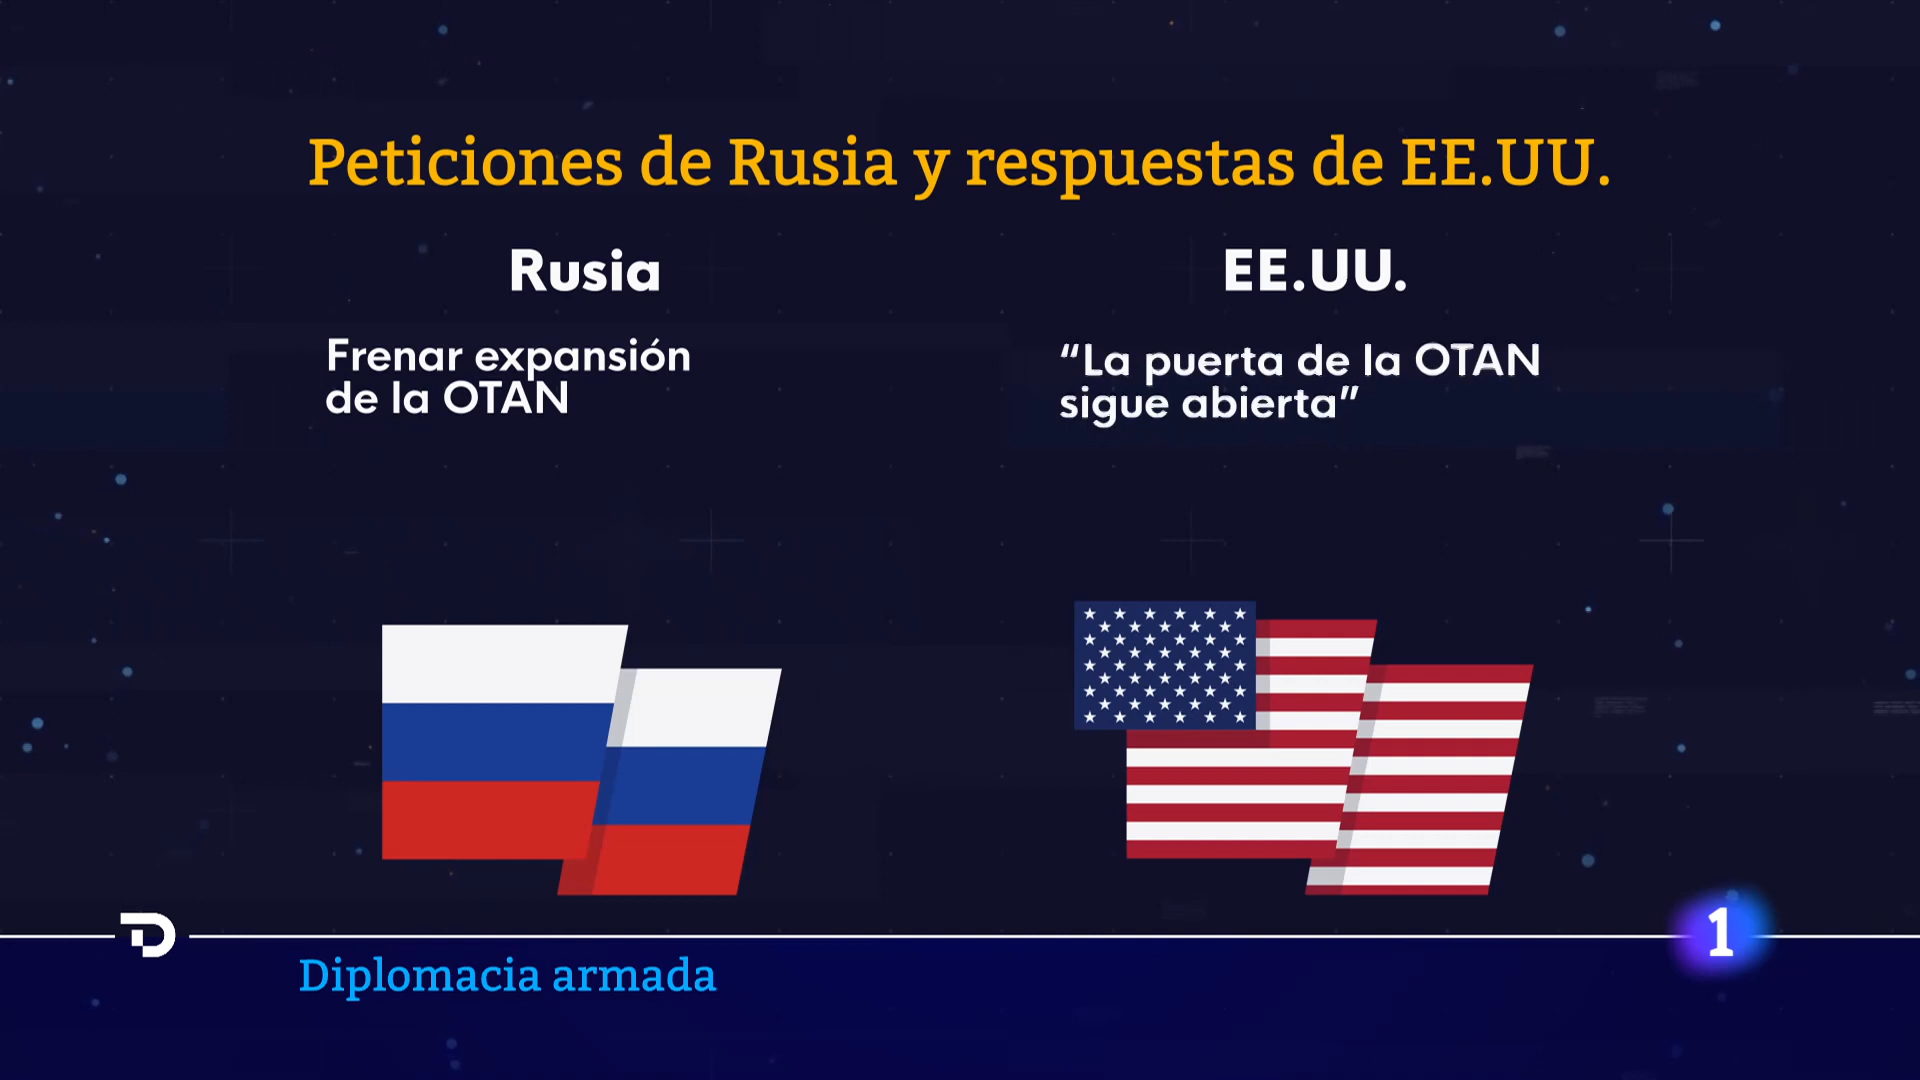 Peticiones de Rusia y respuestas de EE.UU.
Rusia
Frenar expansión
de la OTAN
EE.UU.
“La puerta de la OTAN
sigue abierta”
D
1
Diplomacia armada